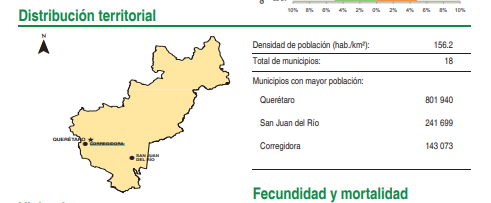 10% 8% 6% 4% 2% 0% 2% 4% 6% 8% 10%
Distribución territorial
N
Densidad de población (hab./km²): 156.2
Total de municipios: 18
Municipios con mayor población:
Querétaro 801 940
San Juan del Río 241 699
Corregidora 143 073
QUERÉTARO
CORREGIDORA
SAN JUAN
DEL RÍO
Fecundidad y mortalidad